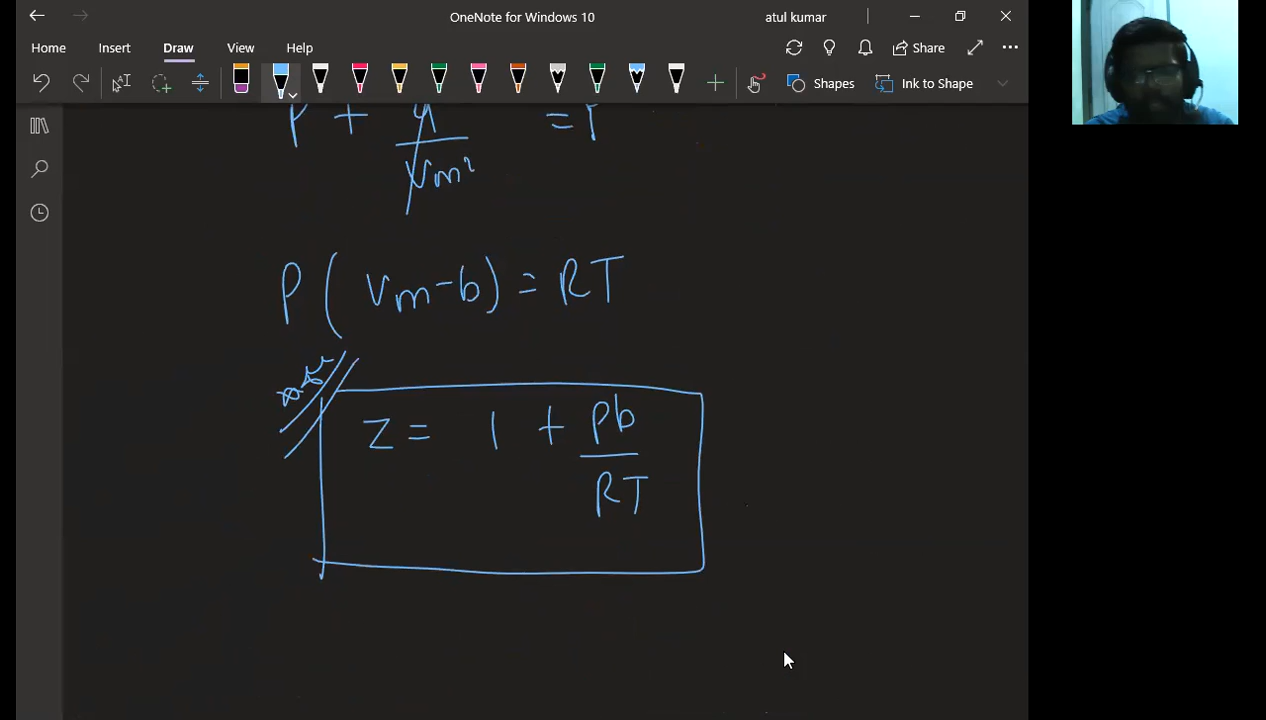 OneNote for Windows 10
atul kumar
Home Insert Draw View Help
Share
Shapes
Ink to Shape
P + a/Vm² = P
P( Vm-b) = RT
Z = 1 + Pb/RT